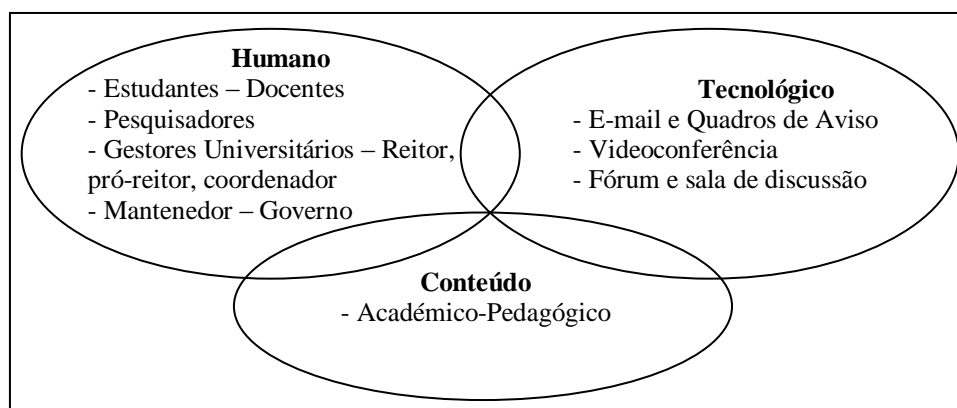 Humano
- Estudantes – Docentes
- Pesquisadores
- Gestores Universitários – Reitor,
pró-reitor, coordenador
- Mantenedor – Governo
Tecnológico
- E-mail e Quadros de Aviso
- Videoconferência
- Fórum e sala de discussão
Conteúdo
- Académico-Pedagógico